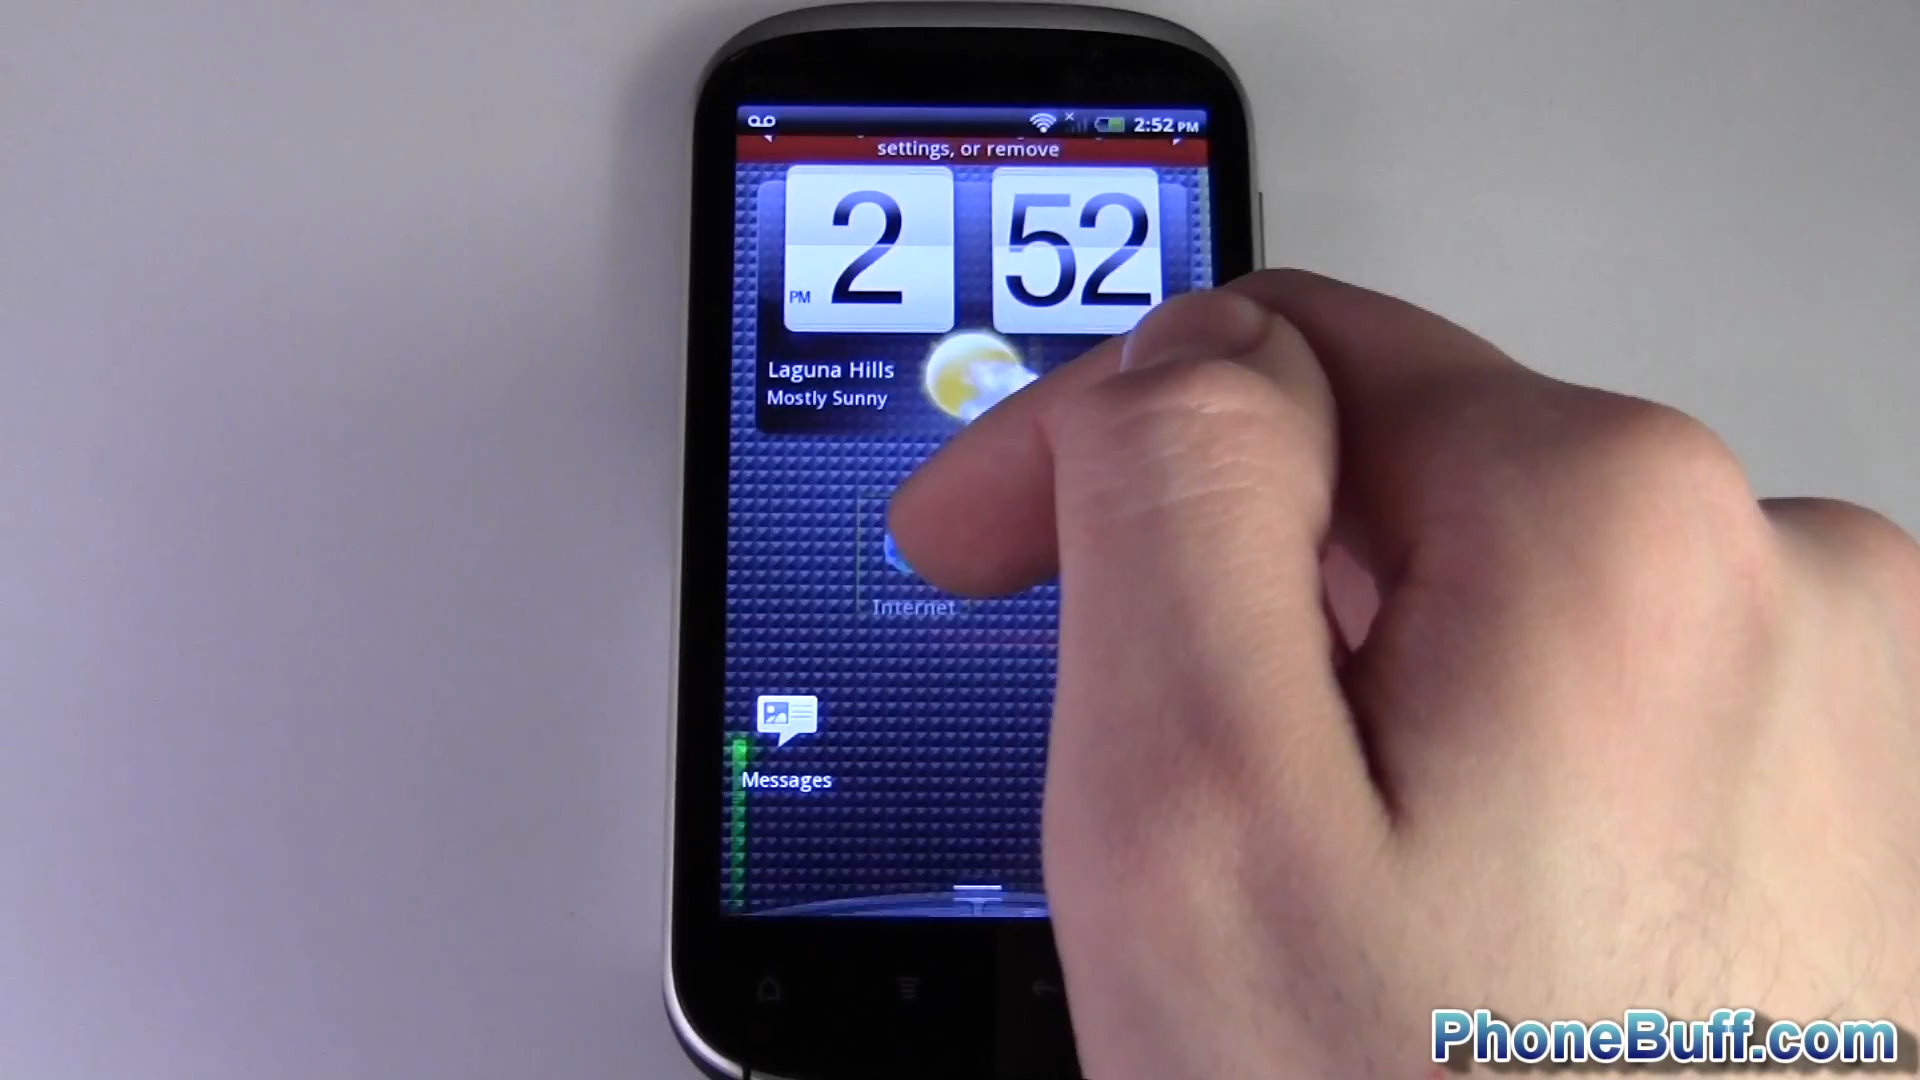 2:52 PM
settings, or remove
2 52
PM
Laguna Hills
Mostly Sunny
Internet
Messages
PhoneBuff.com